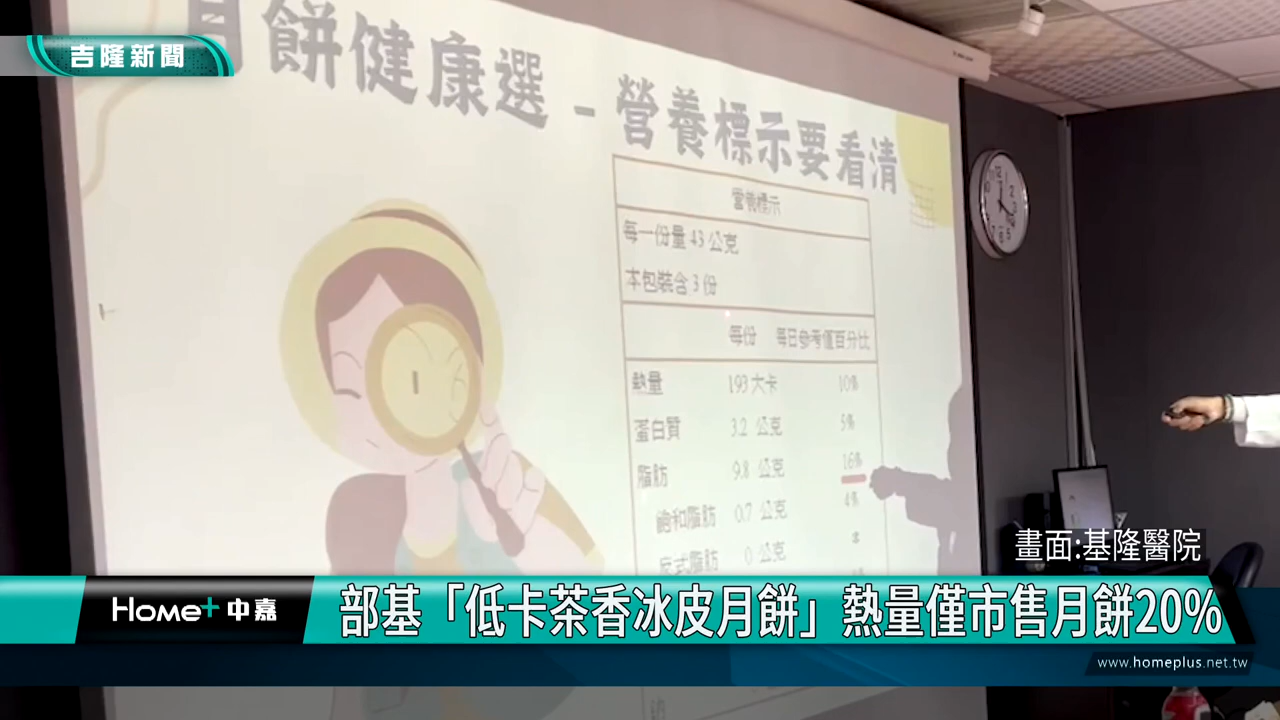 吉隆新聞
月餅健康選 - 營養標示要看清
營養標示
每一份量 43 公克
本包裝含 3 份
每份 每日參考值百分比
熱量 193 大卡 10%
蛋白質 3.2 公克 5%
脂肪 9.8 公克 16%
飽和脂肪 0.7 公克 4%
反式脂肪 0 公克 *
畫面:基隆醫院
Home+ 中嘉
部基「低卡茶香冰皮月餅」熱量僅市售月餅20%
www.homeplus.net.tw